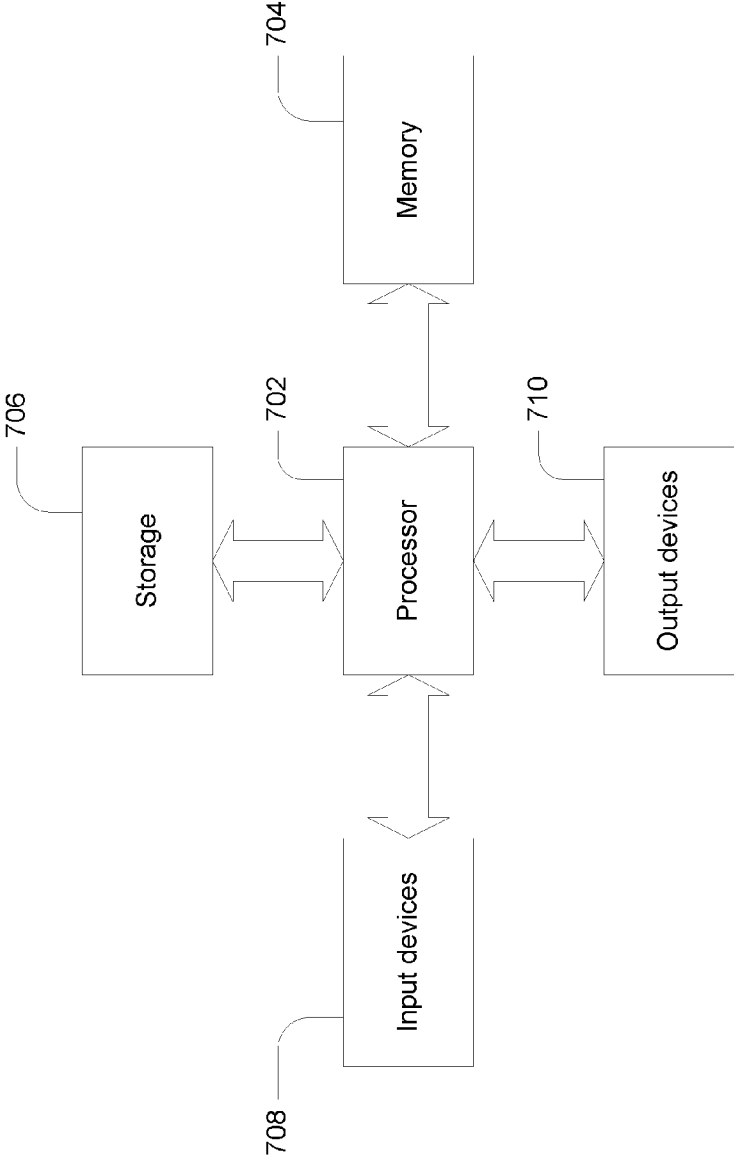 706
Storage
708
Input devices
702
Processor
704
Memory
710
Output devices